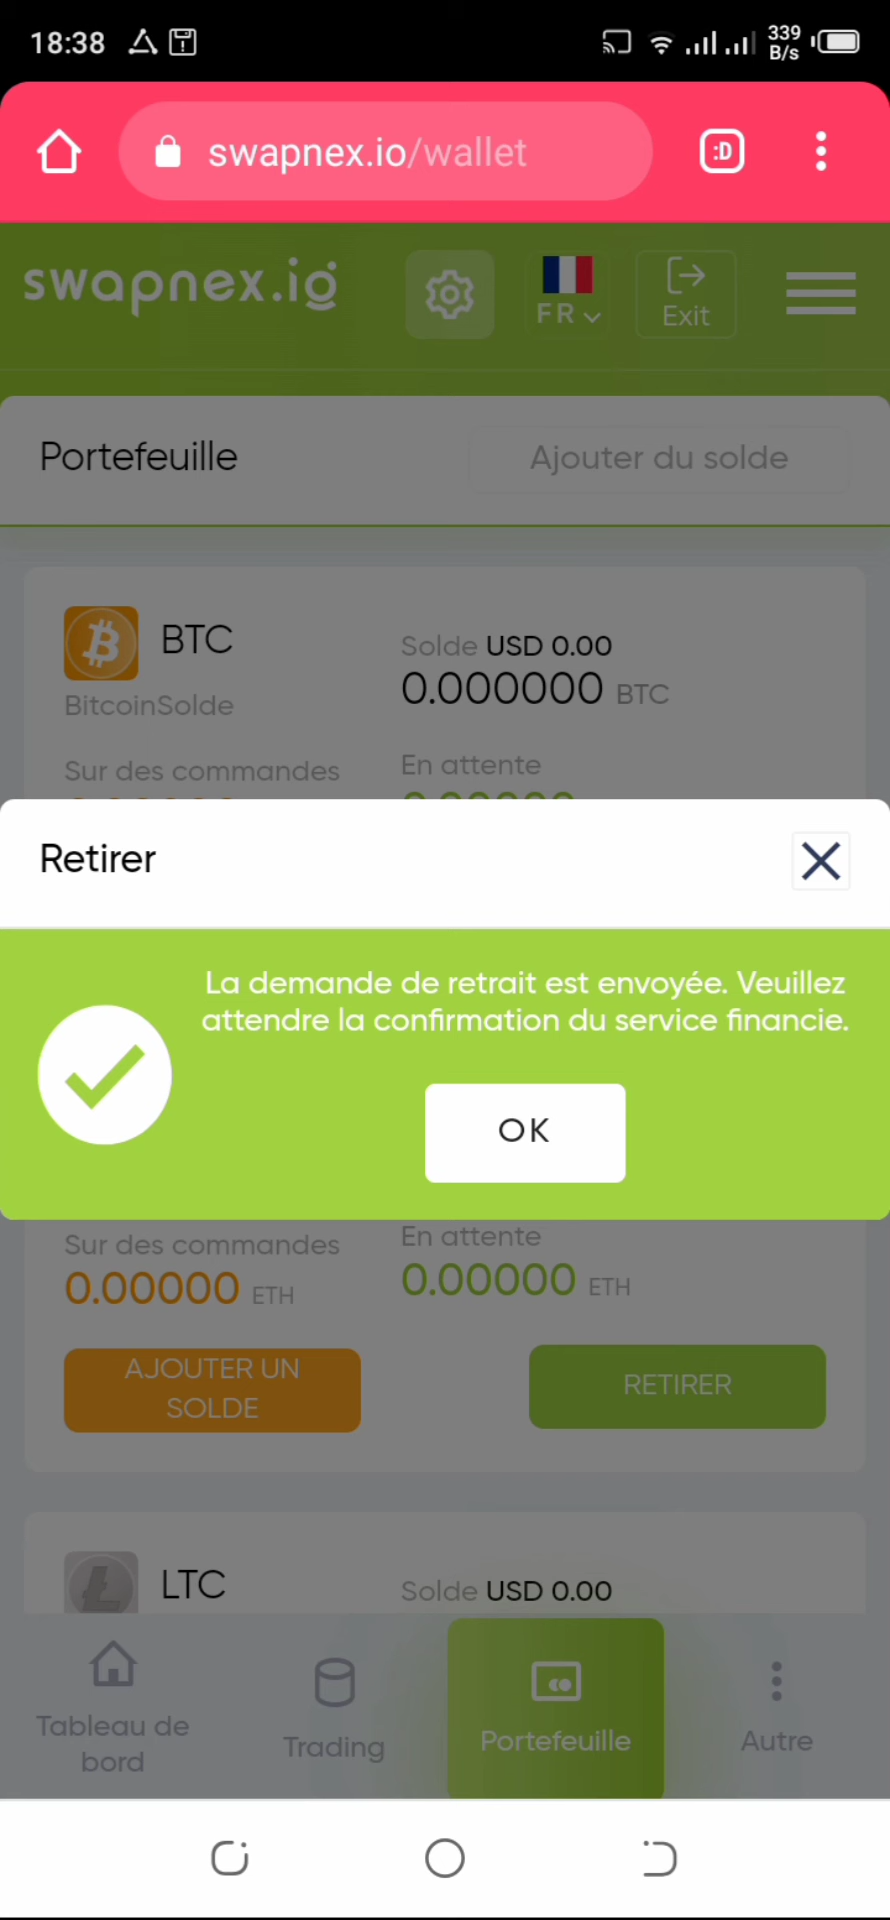 18:38
339
B/s
swapnex.io/wallet
:D
swapnex.io
FR
Exit
Portefeuille
Ajouter du solde
BTC
Solde USD 0.00
0.000000 BTC
BitcoinSolde
Sur des commandes
En attente
Retirer
La demande de retrait est envoyée. Veuillez
attendre la confirmation du service financie.
OK
Sur des commandes
En attente
0.00000 ETH
0.00000 ETH
AJOUTER UN
SOLDE
RETIRER
LTC
Solde USD 0.00
Tableau de
bord
Trading
Portefeuille
Autre